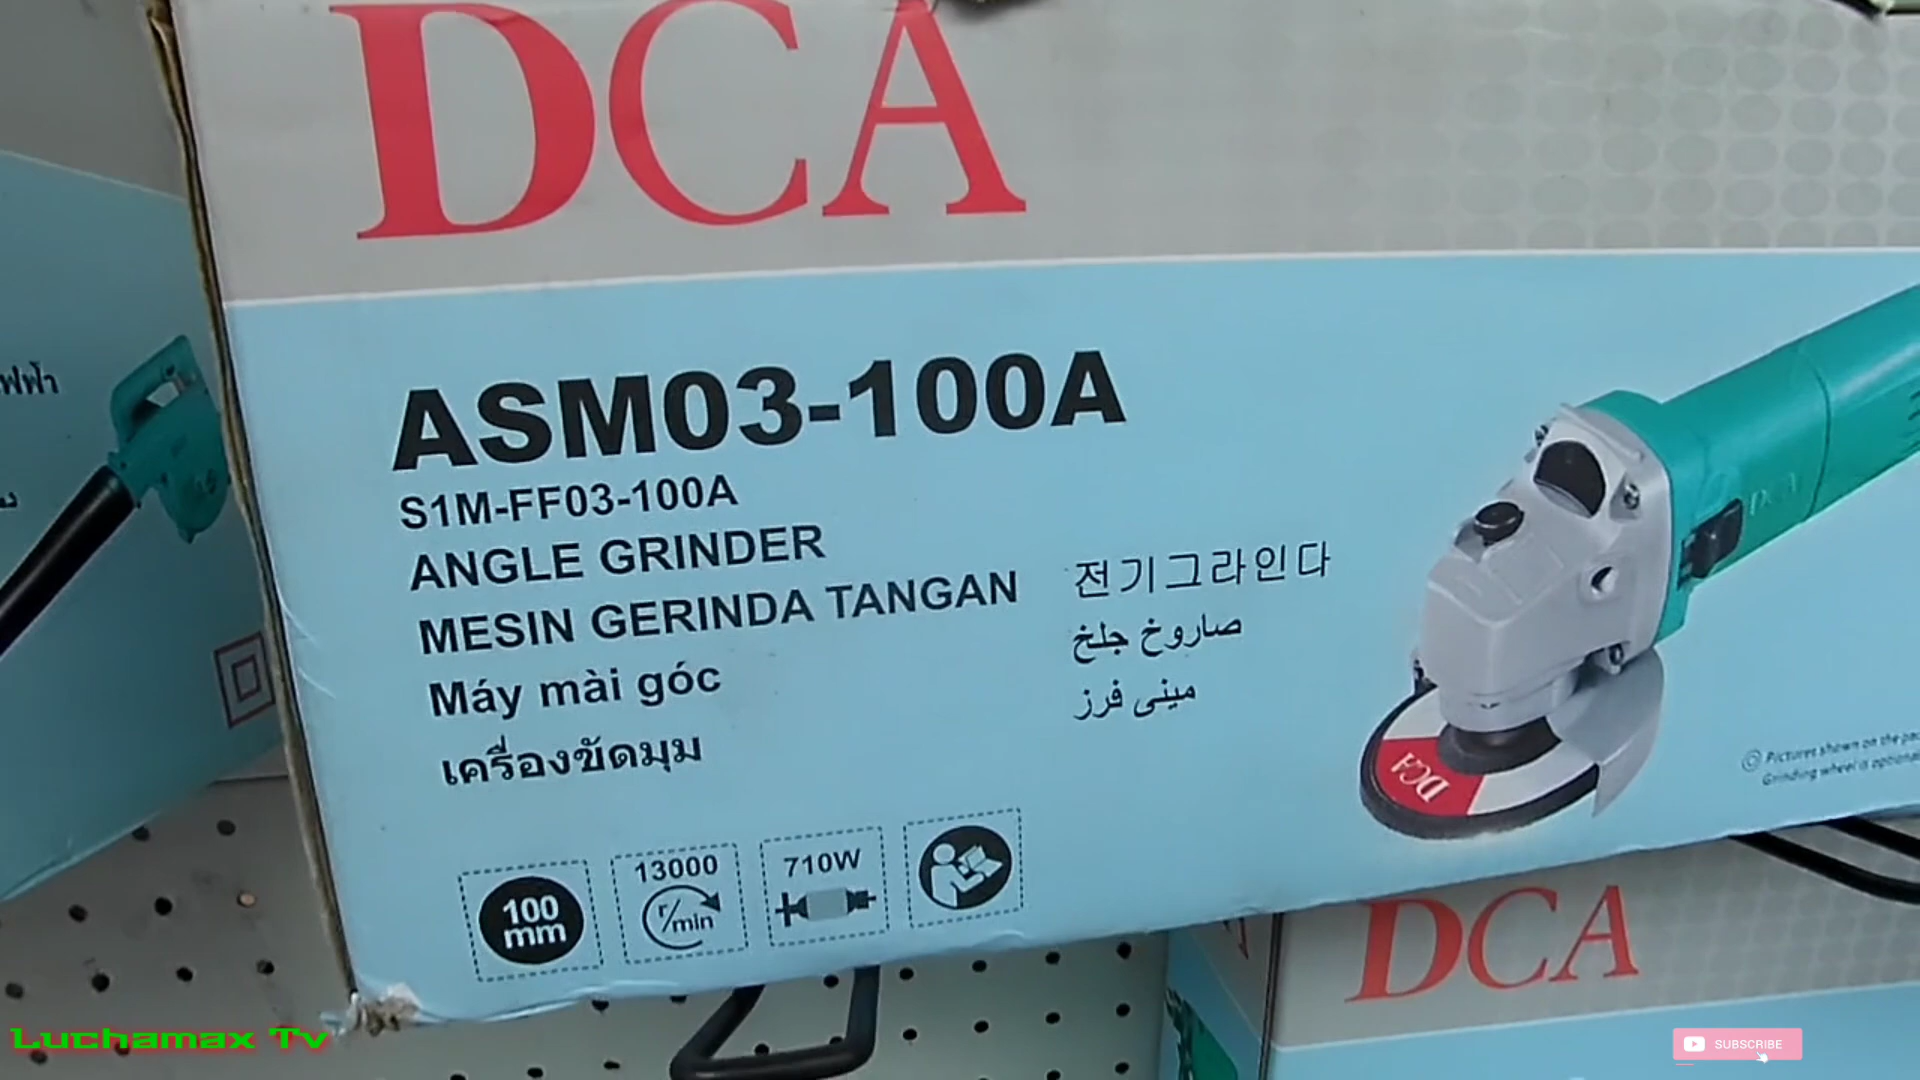 DCA
ASM03-100A
S1M-FF03-100A
ANGLE GRINDER
MESIN GERINDA TANGAN
Máy mài góc
เครื่องขัดมุม
전기그라인다
صاروخ جلخ
مینی فرز
100
mm
13000
r/min
710W
DCA
DCA
Pictures shown on the
Grinding wheel is optional
DCA
Luchamax Tv
SUBSCRIBE